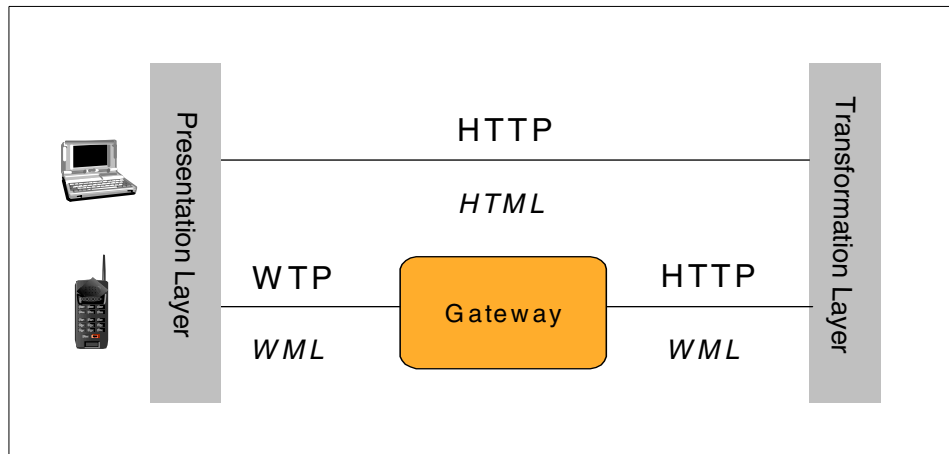 Presentation Layer
HTTP
HTML
WTP
WML
Gateway
HTTP
WML
Transformation Layer